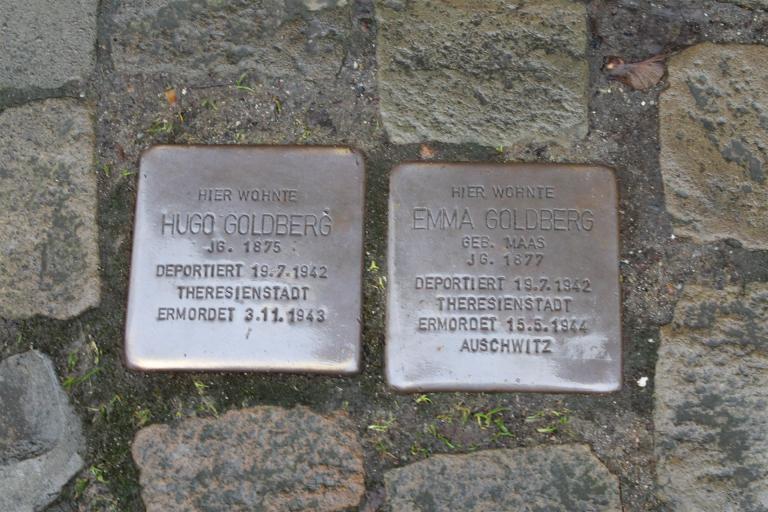 HIER WOHNTE
HUGO GOLDBERG
JG. 1875
DEPORTIERT 19.7.1942
THERESIENSTADT
ERMORDET 3.11.1943
HIER WOHNTE
EMMA GOLDBERG
GEB. MAAS
JG. 1877
DEPORTIERT 19.7.1942
THERESIENSTADT
ERMORDET 15.5.1944
AUSCHWITZ